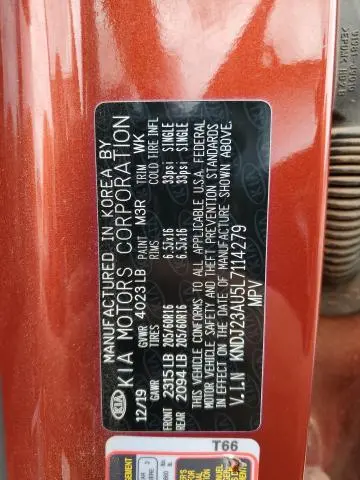 MANUFACTURED IN KOREA BY
KIA KIA MOTORS CORPORATION
12/19 GVWR 4023LB PAINT M3R TRIM WK
GAWR TIRES RIMS COLD TIRE INFL
FRONT 2315LB 205/60R16 6.5Jx16 33psi SINGLE
REAR 2094LB 205/60R16 6.5Jx16 33psi SINGLE
THIS VEHICLE CONFORMS TO ALL APPLICABLE U.S.A. FEDERAL
MOTOR VEHICLE SAFETY AND THEFT PREVENTION STANDARDS
IN EFFECT ON THE DATE OF MANUFACTURE SHOWN ABOVE.
V.I.N KNDJ23AU5L7114279
MPV
T66